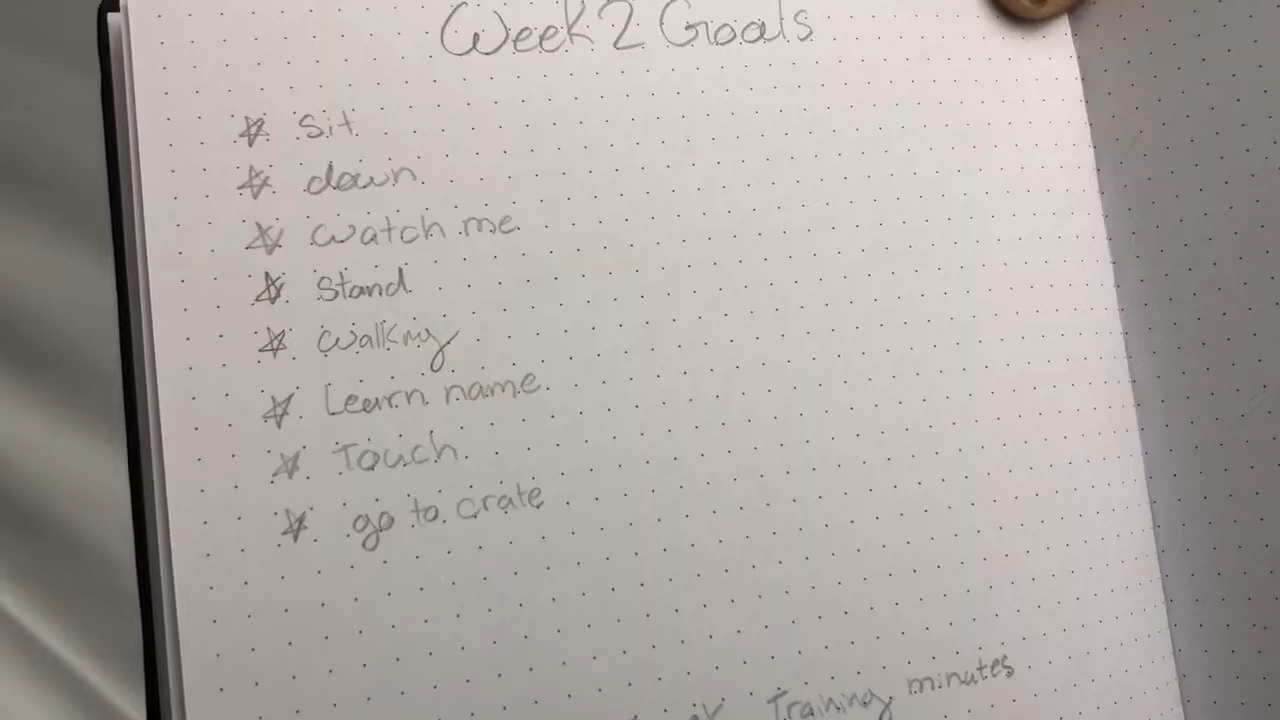 Week 2 Goals
sit
down
watch me
stand
walking
Learn name
Touch
go to crate
Training minutes